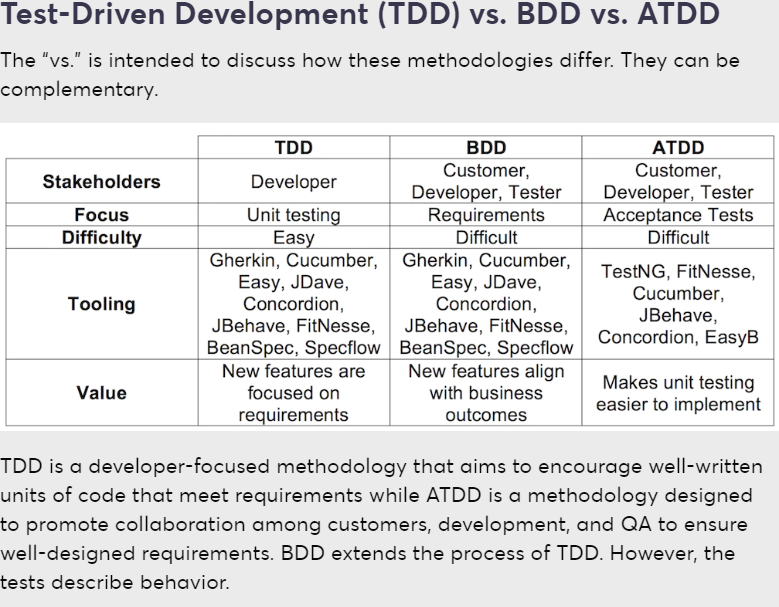 Test-Driven Development (TDD) vs. BDD vs. ATDD
The “vs.” is intended to discuss how these methodologies differ. They can be
complementary.
TDD BDD ATDD
Stakeholders
Developer
Customer,
Developer, Tester
Customer,
Developer, Tester
Focus Unit testing Requirements Acceptance Tests
Difficulty Easy Difficult Difficult
Tooling
Gherkin, Cucumber,
Easy, JDave,
Concordion,
JBehave, FitNesse,
BeanSpec, Specflow
Gherkin, Cucumber,
Easy, JDave,
Concordion,
JBehave, FitNesse,
BeanSpec, Specflow
TestNG, FitNesse,
Cucumber,
JBehave,
Concordion, EasyB
Value
New features are
focused on
requirements
New features align
with business
outcomes
Makes unit testing
easier to implement
TDD is a developer-focused methodology that aims to encourage well-written
units of code that meet requirements while ATDD is a methodology designed
to promote collaboration among customers, development, and QA to ensure
well-designed requirements. BDD extends the process of TDD. However, the
tests describe behavior.